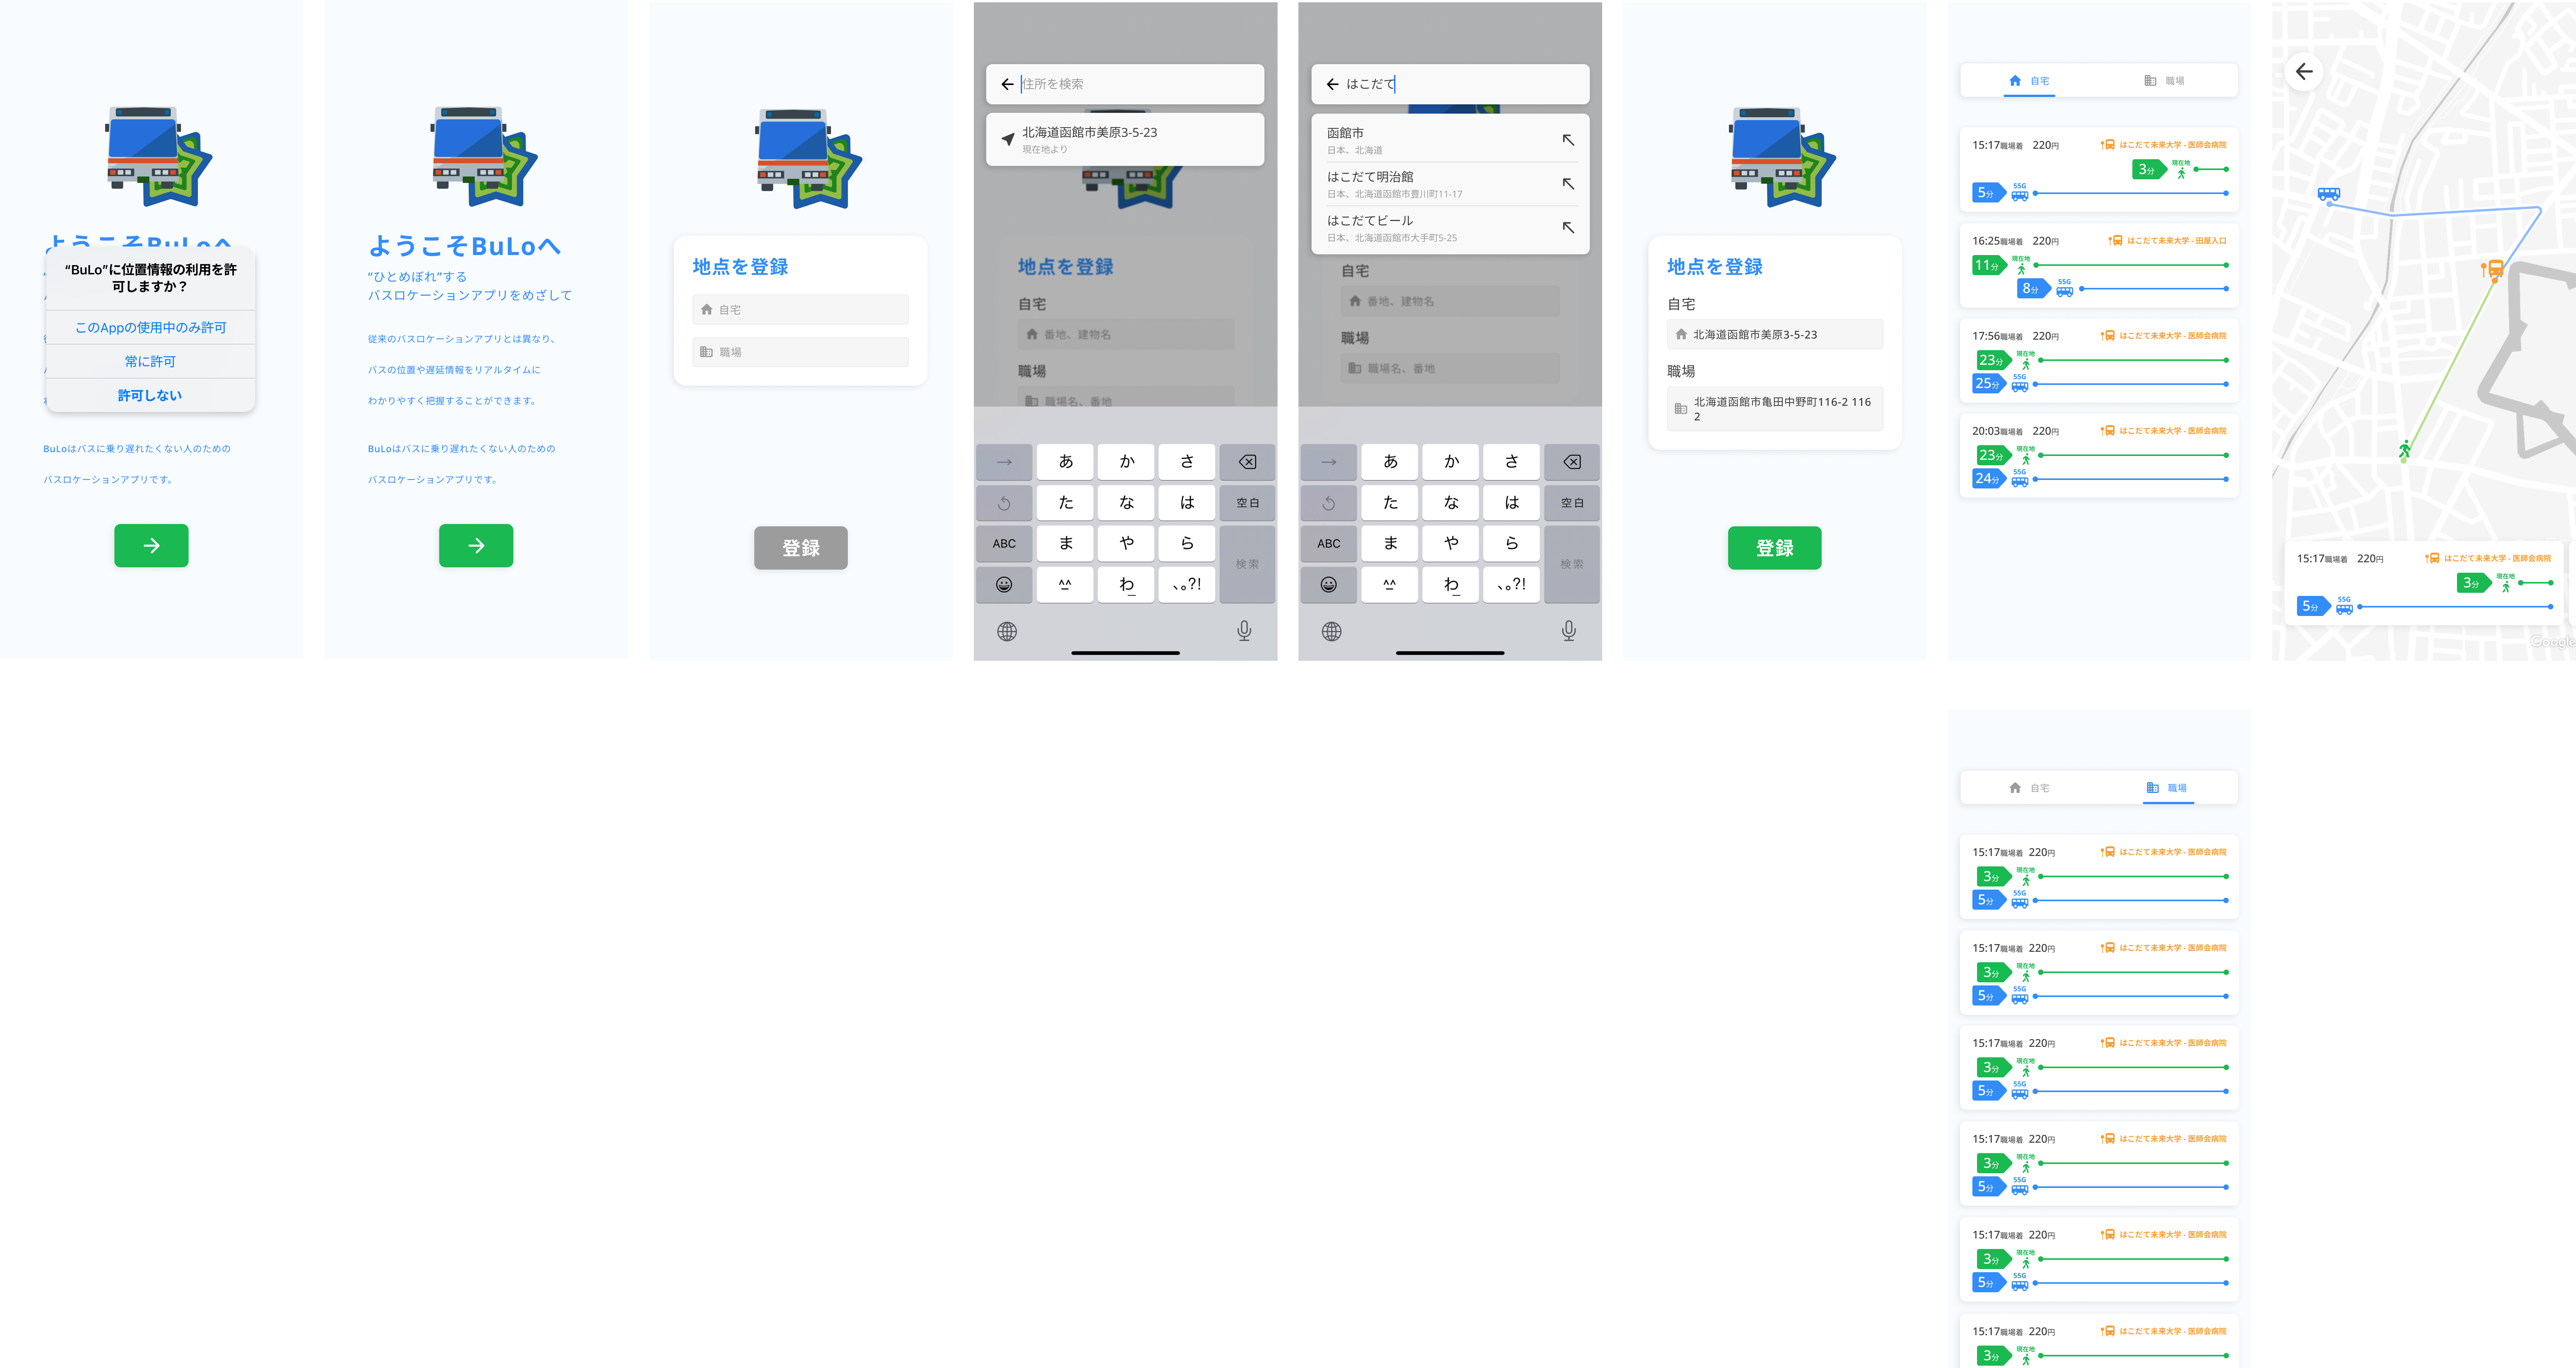 ようこそBuLoへ
“BuLo”に位置情報の利用を許
可しますか？
このAppの使用中のみ許可
常に許可
許可しない
BuLoはバスに乗り遅れたくない人のための
バスロケーションアプリです。
ようこそBuLoへ
“ひとめぼれ”する
バスロケーションアプリをめざして
従来のバスロケーションアプリとは異なり、
バスの位置や遅延情報をリアルタイムに
わかりやすく把握することができます。
BuLoはバスに乗り遅れたくない人のための
バスロケーションアプリです。
地点を登録
自宅
職場
登録
住所を検索
北海道函館市美原3-5-23
現在地より
地点を登録
自宅
番地、建物名
職場
職場名、番地
→ あ か さ
た な は 空白
ABC ま や ら 検索
^^ わ 、。?!
はこだて
函館市
日本、北海道
はこだて明治館
日本、北海道函館市豊川町11-17
はこだてビール
日本、北海道函館市大手町5-25
自宅
番地、建物名
職場
職場名、番地
→ あ か さ
た な は 空白
ABC ま や ら 検索
^^ わ 、。?!
地点を登録
自宅
北海道函館市美原3-5-23
職場
北海道函館市亀田中野町116-2 116
2
登録
自宅 職場
15:17職場着 220円 はこだて未来大学 - 医師会病院
3分 現在地
5分 55G
16:25職場着 220円 はこだて未来大学 - 田屋入口
11分 現在地
8分 55G
17:56職場着 220円 はこだて未来大学 - 医師会病院
23分 現在地
25分 55G
20:03職場着 220円 はこだて未来大学 - 医師会病院
23分 現在地
24分 55G
15:17職場着 220円 はこだて未来大学 - 医師会病院
3分 現在地
5分 55G
Google
自宅 職場
15:17職場着 220円 はこだて未来大学 - 医師会病院
3分 現在地
5分 55G
15:17職場着 220円 はこだて未来大学 - 医師会病院
3分 現在地
5分 55G
15:17職場着 220円 はこだて未来大学 - 医師会病院
3分 現在地
5分 55G
15:17職場着 220円 はこだて未来大学 - 医師会病院
3分 現在地
5分 55G
15:17職場着 220円 はこだて未来大学 - 医師会病院
3分 現在地
5分 55G
15:17職場着 220円 はこだて未来大学 - 医師会病院
3分 現在地